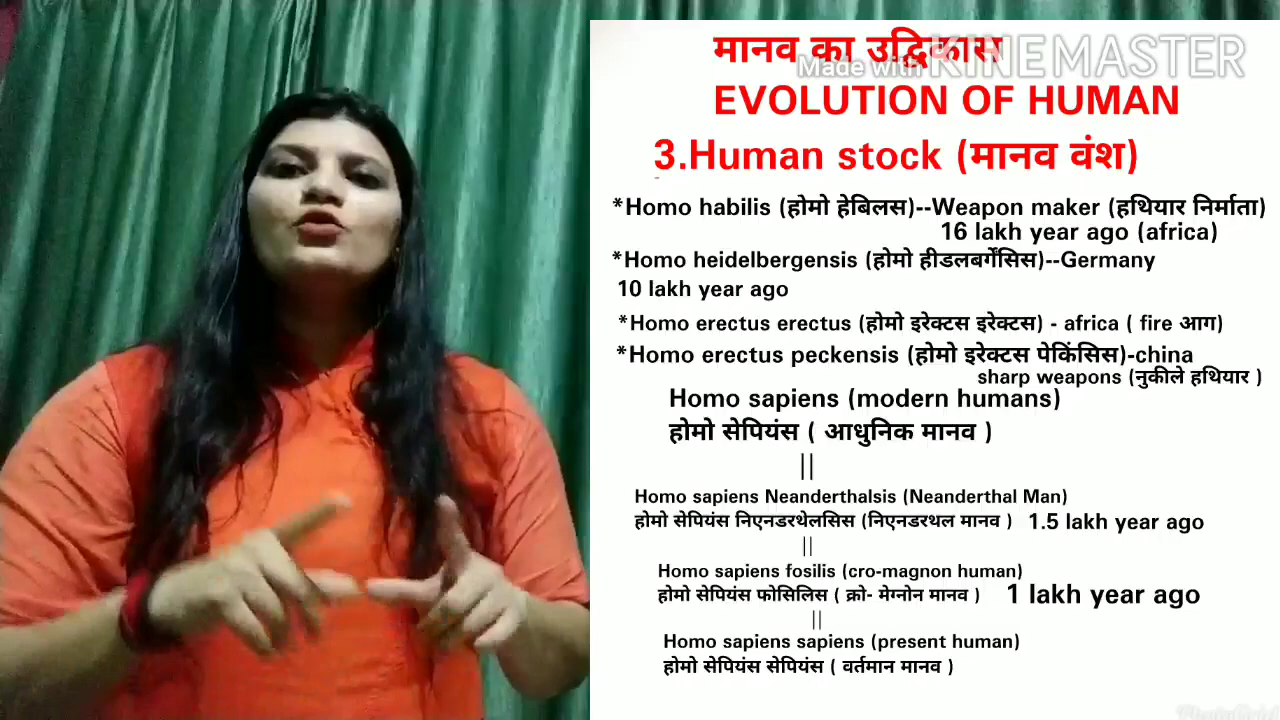 मानव का उद्विकास
Made with KINEMASTER
EVOLUTION OF HUMAN
3.Human stock (मानव वंश)
*Homo habilis (होमो हेबिलस)--Weapon maker (हथियार निर्माता)
16 lakh year ago (africa)
*Homo heidelbergensis (होमो हीडलबर्गेंसिस)--Germany
10 lakh year ago
*Homo erectus erectus (होमो इरेक्टस इरेक्टस) - africa ( fire आग)
*Homo erectus peckensis (होमो इरेक्टस पेकिंसिस)-china
sharp weapons (नुकीले हथियार )
Homo sapiens (modern humans)
होमो सेपियंस ( आधुनिक मानव )
||
Homo sapiens Neanderthalsis (Neanderthal Man)
होमो सेपियंस निएनडरथेलसिस (निएनडरथल मानव ) 1.5 lakh year ago
||
Homo sapiens fosilis (cro-magnon human)
होमो सेपियंस फोसिलिस ( क्रो- मेग्नोन मानव ) 1 lakh year ago
||
Homo sapiens sapiens (present human)
होमो सेपियंस सेपियंस ( वर्तमान मानव )